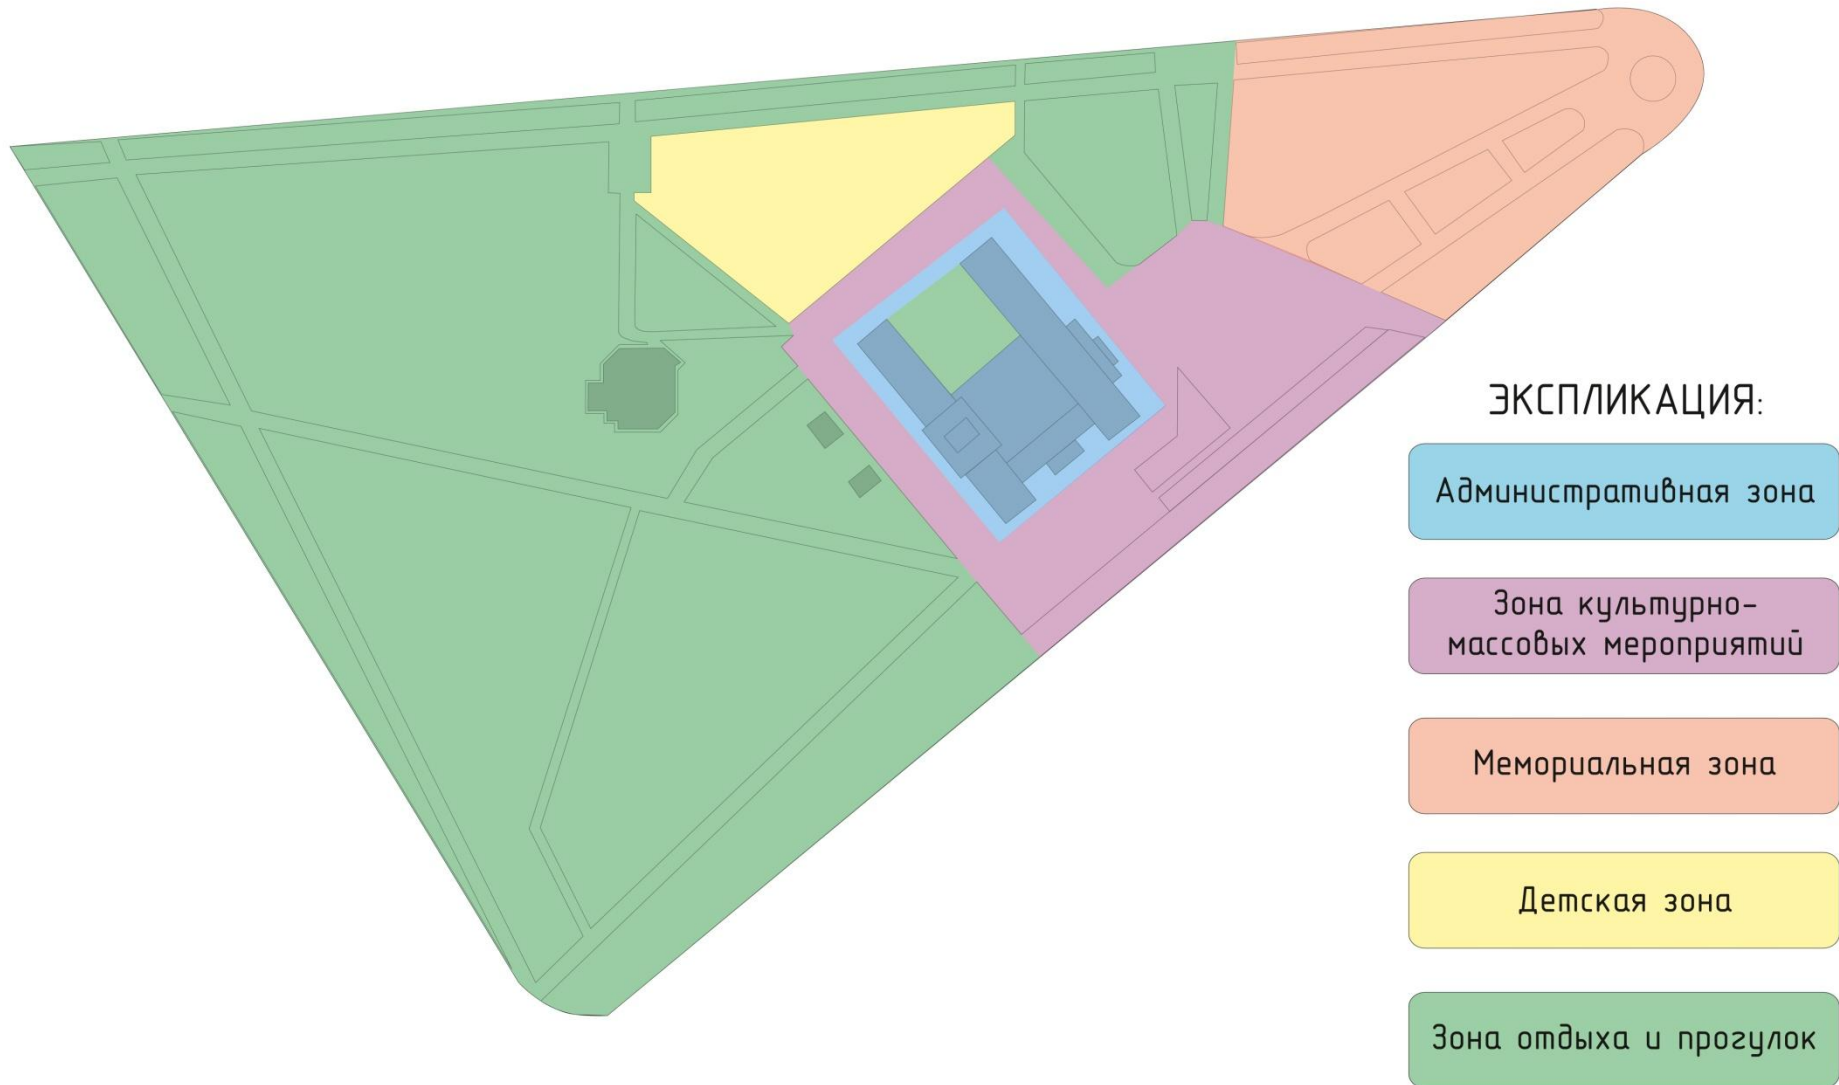 ЭКСПЛИКАЦИЯ:
Административная зона
Зона культурно-
массовых мероприятий
Мемориальная зона
Детская зона
Зона отдыха и прогулок